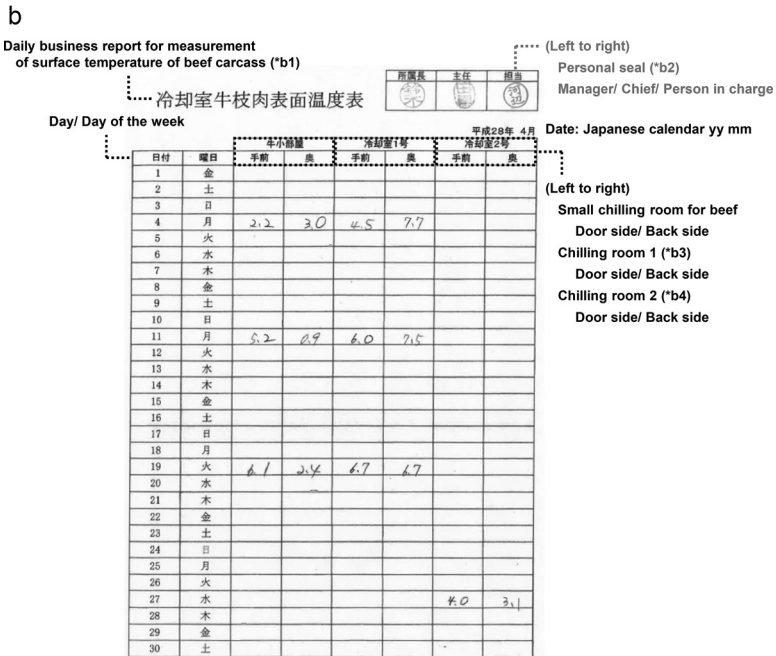 b
Daily business report for measurement
of surface temperature of beef carcass (*b1)
(Left to right)
Personal seal (*b2)
Manager/ Chief/ Person in charge
所属長 主任 担当
冷却室牛枝肉表面温度表
Day/ Day of the week
平成28年 4月
Date: Japanese calendar yy mm
牛小部屋 冷却室1号 冷却室2号
日付 曜日 手前 奥 手前 奥 手前 奥
(Left to right)
Small chilling room for beef
Door side/ Back side
Chilling room 1 (*b3)
Door side/ Back side
Chilling room 2 (*b4)
Door side/ Back side
1 金
2 土
3 日
4 月 2.2 3.0 4.5 7.7
5 火
6 水
7 木
8 金
9 土
10 日
11 月 5.2 0.9 6.0 7.5
12 火
13 水
14 木
15 金
16 土
17 日
18 月
19 火 6.1 2.4 6.7 6.7
20 水
21 木
22 金
23 土
24 日
25 月
26 火
27 水 4.0 3.1
28 木
29 金
30 土